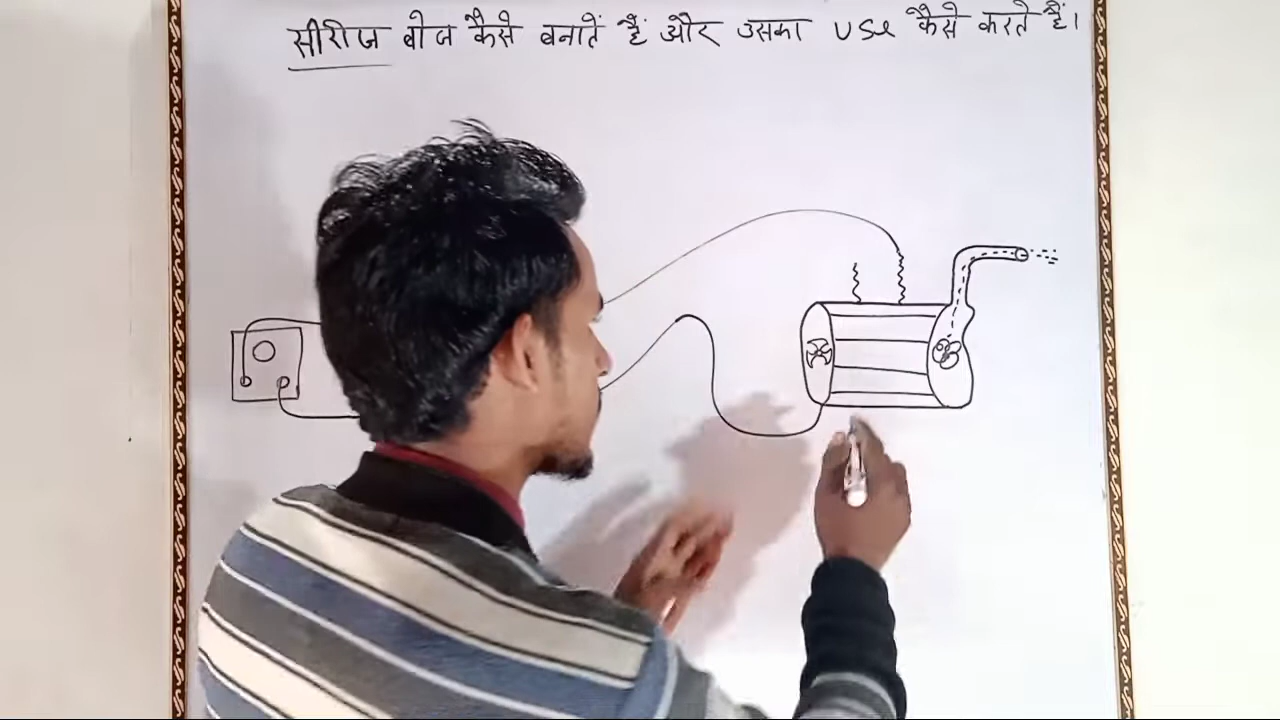 सीरीज बोर्ज कैसे बनातें हैं और उसका use कैसे करते हैं।